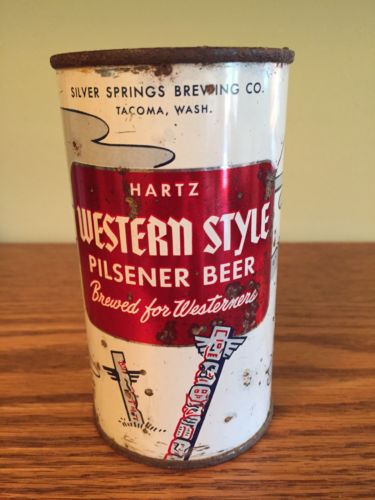 SILVER SPRINGS BREWING CO.
TACOMA, WASH.
HARTZ
WESTERN STYLE
PILSENER BEER
Brewed for Westerners